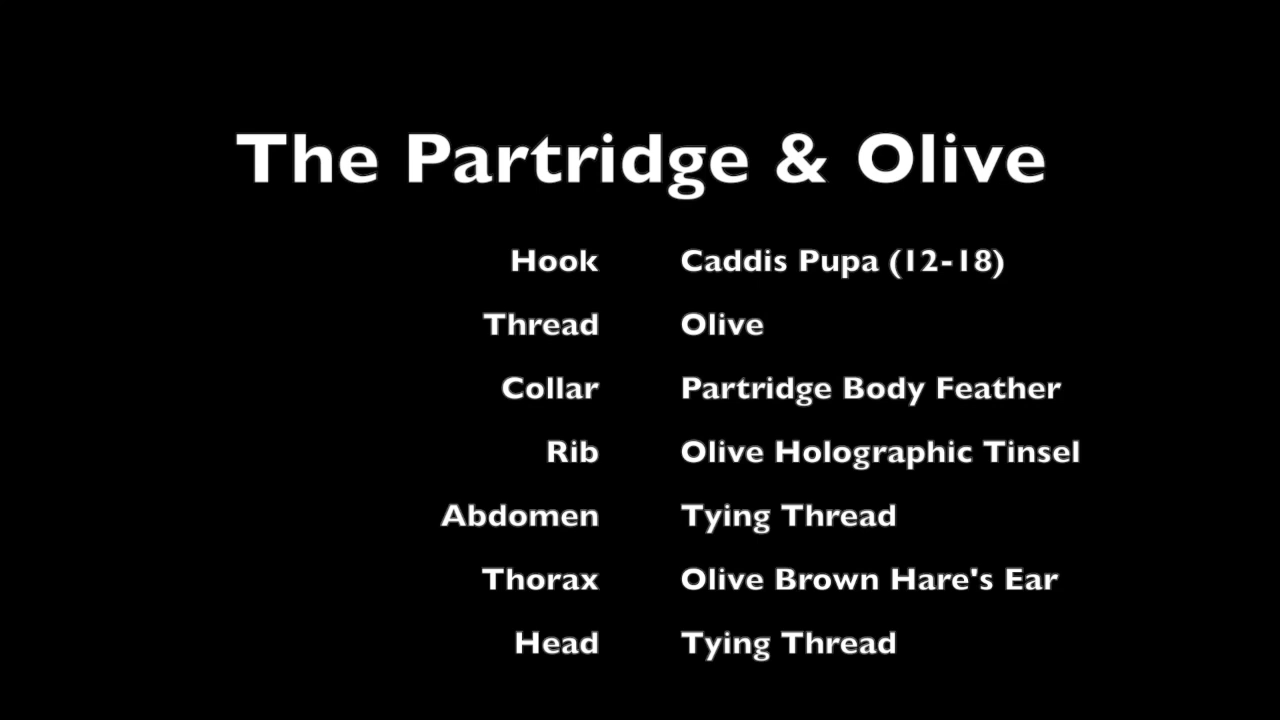 The Partridge & Olive
Hook Caddis Pupa (12-18)
Thread Olive
Collar Partridge Body Feather
Rib Olive Holographic Tinsel
Abdomen Tying Thread
Thorax Olive Brown Hare's Ear
Head Tying Thread